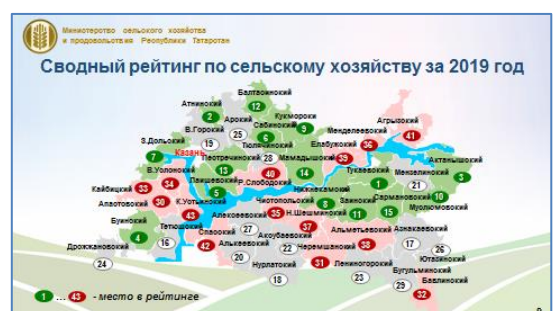 Министерство сельского хозяйства
и продовольствия Республики Татарстан
Сводный рейтинг по сельскому хозяйству за 2019 год
Балтасинский
12
Атнинский
2
Арский
25
Кукморский
9
Сабинский
6
В.Горский
19
Тюлячинский
28
Менделеевский
36
Агрызский
41
Елабужский
39
З.Дольский
7
Казань
Пестречинский
13
Мамадышский
14
Актанышский
3
Тукаевский
1
Мензелинский
21
В.Услонский
34
Лаишевский
5
Р.Слободский
40
Нижнекамский
8
Заинский
11
Сармановский
15
10
Муслюмовский
Кайбицкий
33
Апастовский
30
К.Устьинский
43
Чистопольский
35
Н.Шешминский
37
Буинский
4
Тетюшский
16
Алексеевский
27
Спасский
42
Аксубаевский
22
Альметьевский
38
Азнакаевский
17
Дрожжановский
24
Алькеевский
20
Черемшанский
31
Лениногорский
23
Ютазинский
26
Нурлатский
18
Бугульминский
29
Бавлинский
32
1 ... 43 - место в рейтинге